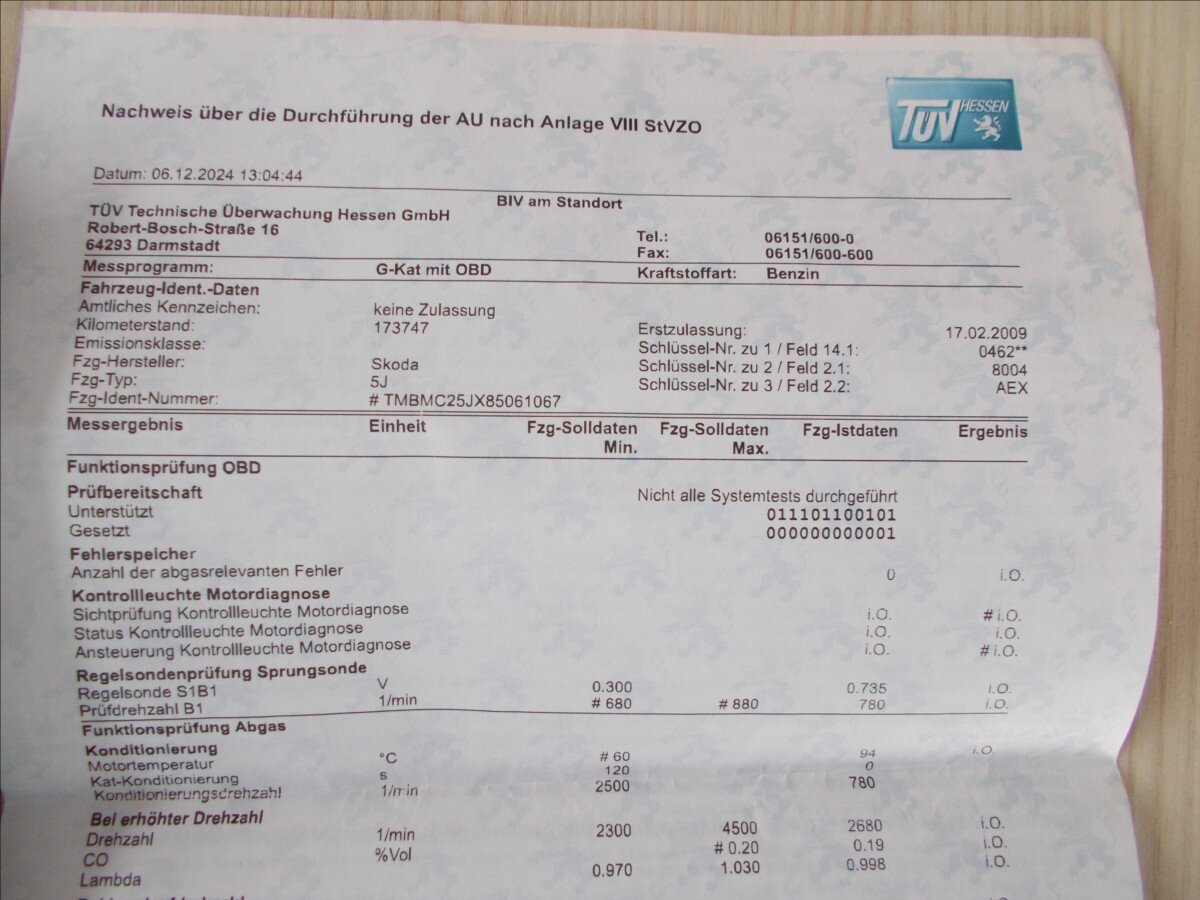 Nachweis über die Durchführung der AU nach Anlage VIII StVZO
TÜV HESSEN
Datum: 06.12.2024 13:04:44
BIV am Standort
TÜV Technische Überwachung Hessen GmbH
Robert-Bosch-Straße 16 Tel.: 06151/600-0
64293 Darmstadt Fax: 06151/600-600
Messprogramm: G-Kat mit OBD Kraftstoffart: Benzin
Fahrzeug-Ident.-Daten
Amtliches Kennzeichen: keine Zulassung
Kilometerstand: 173747 Erstzulassung: 17.02.2009
Emissionsklasse: Schlüssel-Nr. zu 1 / Feld 14.1: 0462**
Fzg-Hersteller: Skoda Schlüssel-Nr. zu 2 / Feld 2.1: 8004
Fzg-Typ: 5J Schlüssel-Nr. zu 3 / Feld 2.2: AEX
Fzg-Ident-Nummer: # TMBMC25JX85061067
Messergebnis Einheit Fzg-Solldaten Min. Fzg-Solldaten Max. Fzg-Istdaten Ergebnis
Funktionsprüfung OBD
Prüfbereitschaft Nicht alle Systemtests durchgeführt
Unterstützt 011101100101
Gesetzt 000000000001
Fehlerspeicher
Anzahl der abgasrelevanten Fehler 0 i.O.
Kontrollleuchte Motordiagnose
Sichtprüfung Kontrollleuchte Motordiagnose i.O. # i.O.
Status Kontrollleuchte Motordiagnose i.O. i.O.
Ansteuerung Kontrollleuchte Motordiagnose i.O. # i.O.
Regelsondenprüfung Sprungsonde
Regelsonde S1B1 V 0.300 0.735 i.O.
Prüfdrehzahl B1 1/min # 680 # 880 780 i.O.
Funktionsprüfung Abgas
Konditionierung
Motortemperatur °C # 60 94 i.O.
Kat-Konditionierung s 120 0
Konditionierungsdrehzahl 1/min 2500 780
Bei erhöhter Drehzahl
Drehzahl 1/min 2300 4500 2680 i.O.
CO %Vol # 0.20 0.19 i.O.
Lambda 0.970 1.030 0.998 i.O.